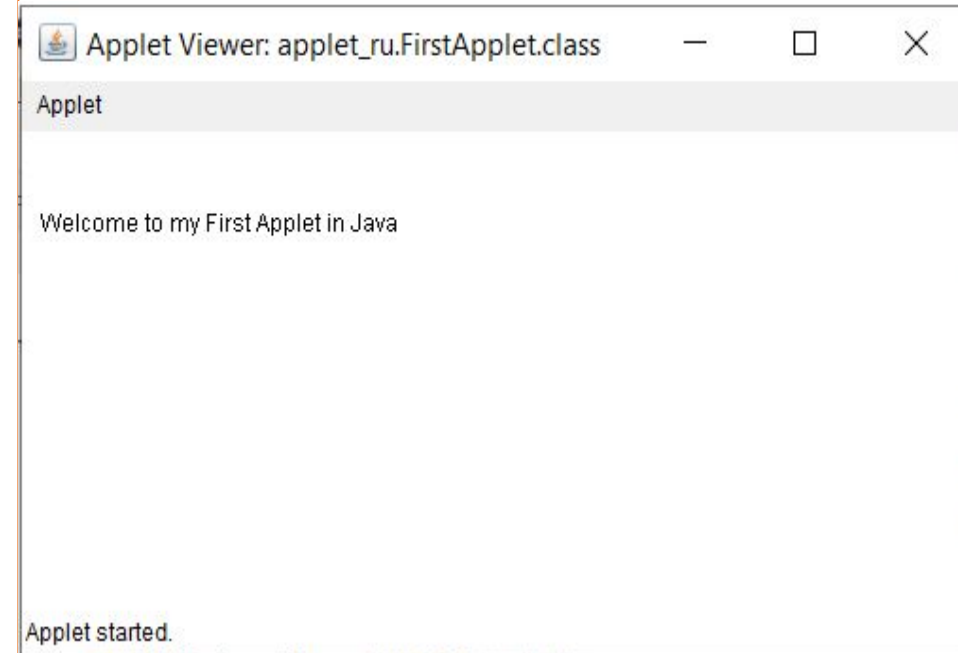 Applet Viewer: applet_ru.FirstApplet.class
Applet
Welcome to my First Applet in Java
Applet started.